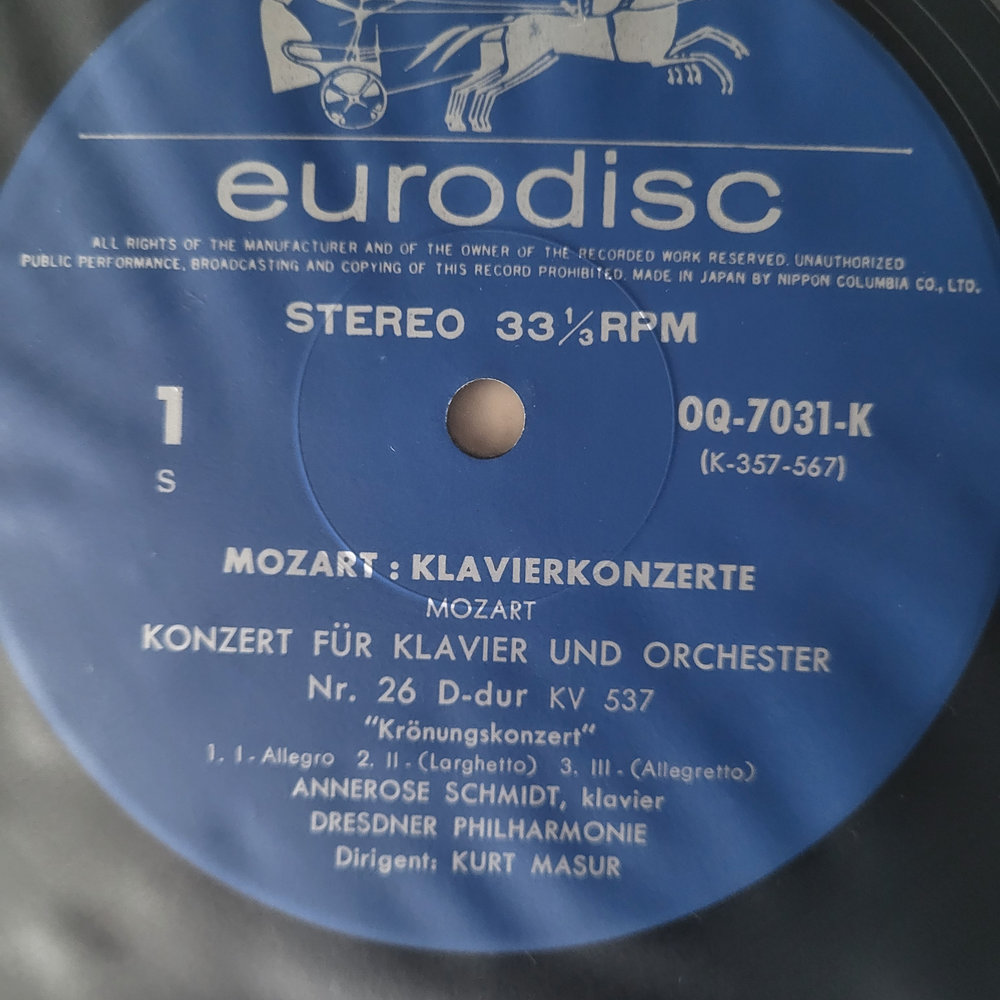 eurodisc
ALL RIGHTS OF THE MANUFACTURER AND OF THE OWNER OF THE RECORDED WORK RESERVED. UNAUTHORIZED
PUBLIC PERFORMANCE, BROADCASTING AND COPYING OF THIS RECORD PROHIBITED. MADE IN JAPAN BY NIPPON COLUMBIA CO., LTD.
STEREO 33⅓RPM
1
S
OQ-7031-K
(K-357-567)
MOZART : KLAVIERKONZERTE
MOZART
KONZERT FÜR KLAVIER UND ORCHESTER
Nr. 26 D-dur KV 537
"Krönungskonzert"
1. I-Allegro 2. II-(Larghetto) 3. III-(Allegretto)
ANNEROSE SCHMIDT, klavier
DRESDNER PHILHARMONIE
Dirigent: KURT MASUR